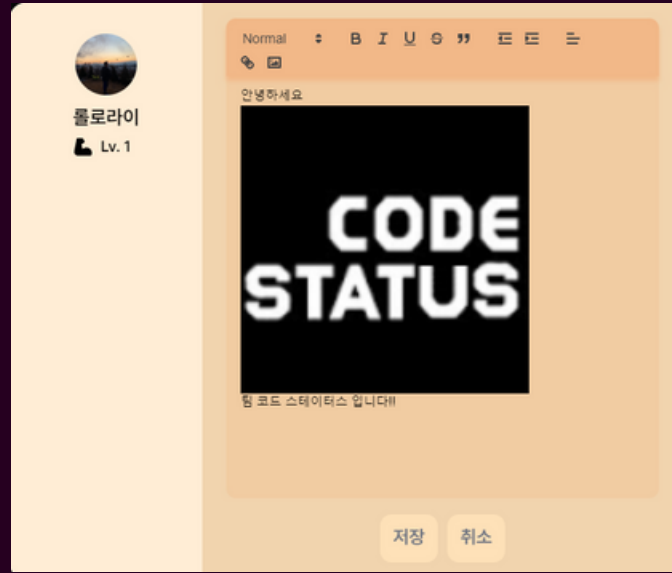 롤로라이
Lv. 1
Normal
안녕하세요
CODE
STATUS
팀 코드 스테이터스 입니다!!
저장
취소